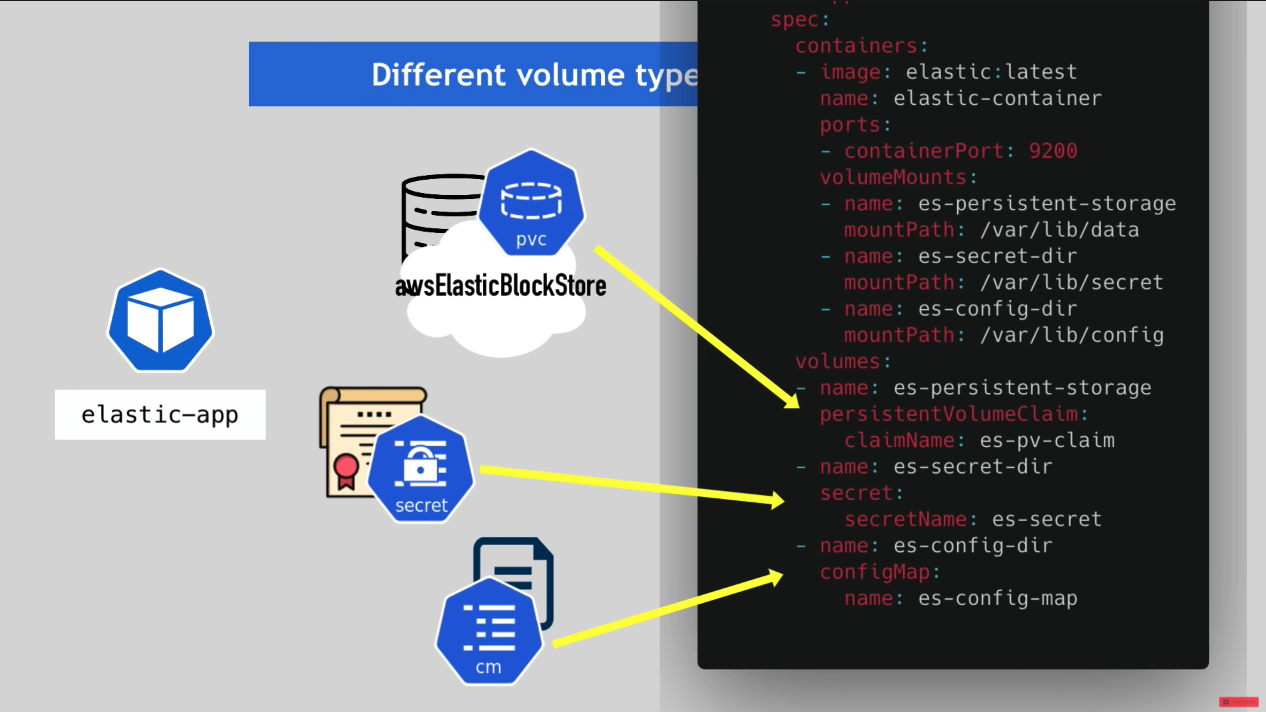 Different volume type
pvc
awsElasticBlockStore
elastic-app
secret
cm
spec:
containers:
- image: elastic:latest
name: elastic-container
ports:
- containerPort: 9200
volumeMounts:
- name: es-persistent-storage
mountPath: /var/lib/data
- name: es-secret-dir
mountPath: /var/lib/secret
- name: es-config-dir
mountPath: /var/lib/config
volumes:
- name: es-persistent-storage
persistentVolumeClaim:
claimName: es-pv-claim
- name: es-secret-dir
secret:
secretName: es-secret
- name: es-config-dir
configMap:
name: es-config-map